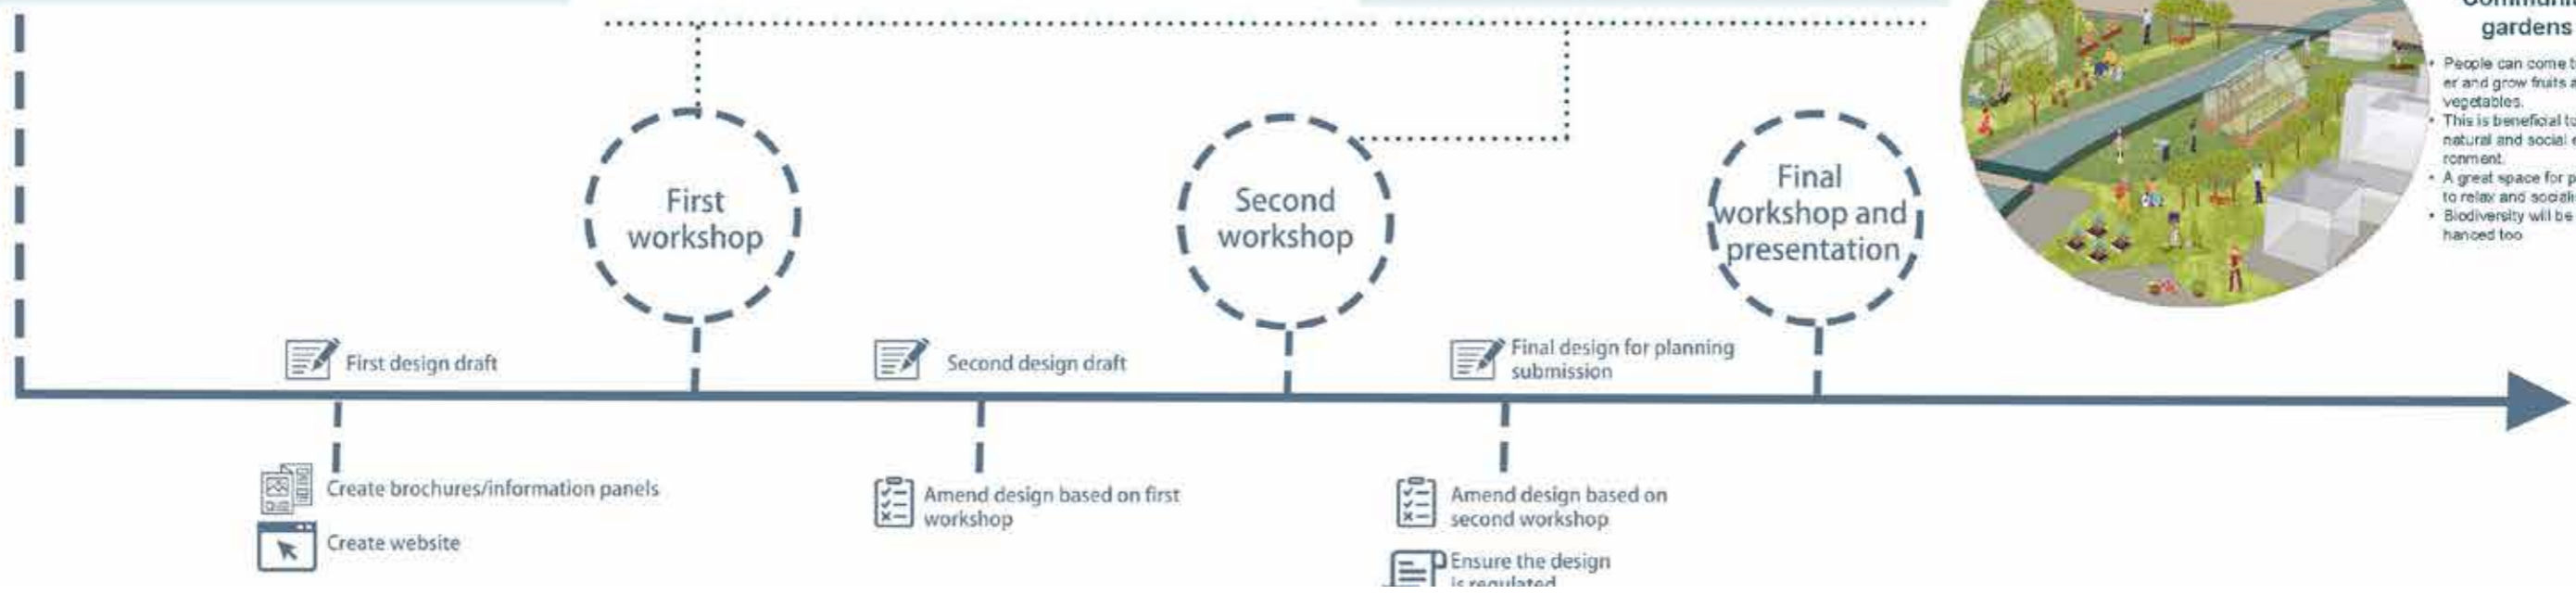 gardens
• People can come t
er and grow fruits a
vegetables.
• This is beneficial to
natural and social e
ronment.
• A great space for p
to relax and sociali
• Biodiversity will be
hanced too
First
workshop
Second
workshop
Final
workshop and
presentation
First design draft
Second design draft
Final design for planning
submission
Create brochures/information panels
Create website
Amend design based on first
workshop
Amend design based on
second workshop
Ensure the design
is regulated